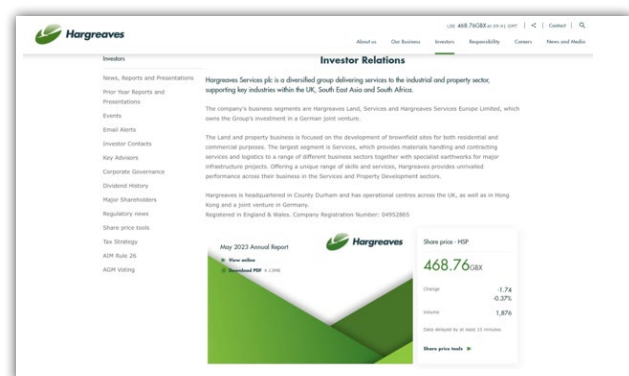 Hargreaves
LSE 468.76GBX at 09:41 GMT | | Contact |
About us Our Business Investors Responsibility Careers News and Media
Investors
News, Reports and Presentations
Prior Year Reports and
Presentations
Events
Email Alerts
Investor Contacts
Key Advisors
Corporate Governance
Dividend History
Major Shareholders
Regulatory news
Share price tools
Tax Strategy
AIM Rule 26
AGM Voting
Investor Relations
Hargreaves Services plc is a diversified group delivering services to the industrial and property sector,
supporting key industries within the UK, South East Asia and South Africa.
The company's business segments are Hargreaves Land, Services and Hargreaves Services Europe Limited, which
owns the Group's investment in a German joint venture.
The Land and property business is focused on the development of brownfield sites for both residential and
commercial purposes. The largest segment is Services, which provides materials handling and contracting
services and logistics to a range of different business sectors together with specialist earthworks for major
infrastructure projects. Offering a unique range of skills and services, Hargreaves provides unrivalled
performance across their business in the Services and Property Development sectors.
Hargreaves is headquartered in County Durham and has operational centres across the UK, as well as in Hong
Kong and a joint venture in Germany.
Registered in England & Wales. Company Registration Number: 04952865
May 2023 Annual Report
View online
Download PDF
Hargreaves
Share price - HSP
468.76GBX
Change -1.74
-0.37%
Volume 1,876
Data delayed by at least 15 minutes.
Share price tools